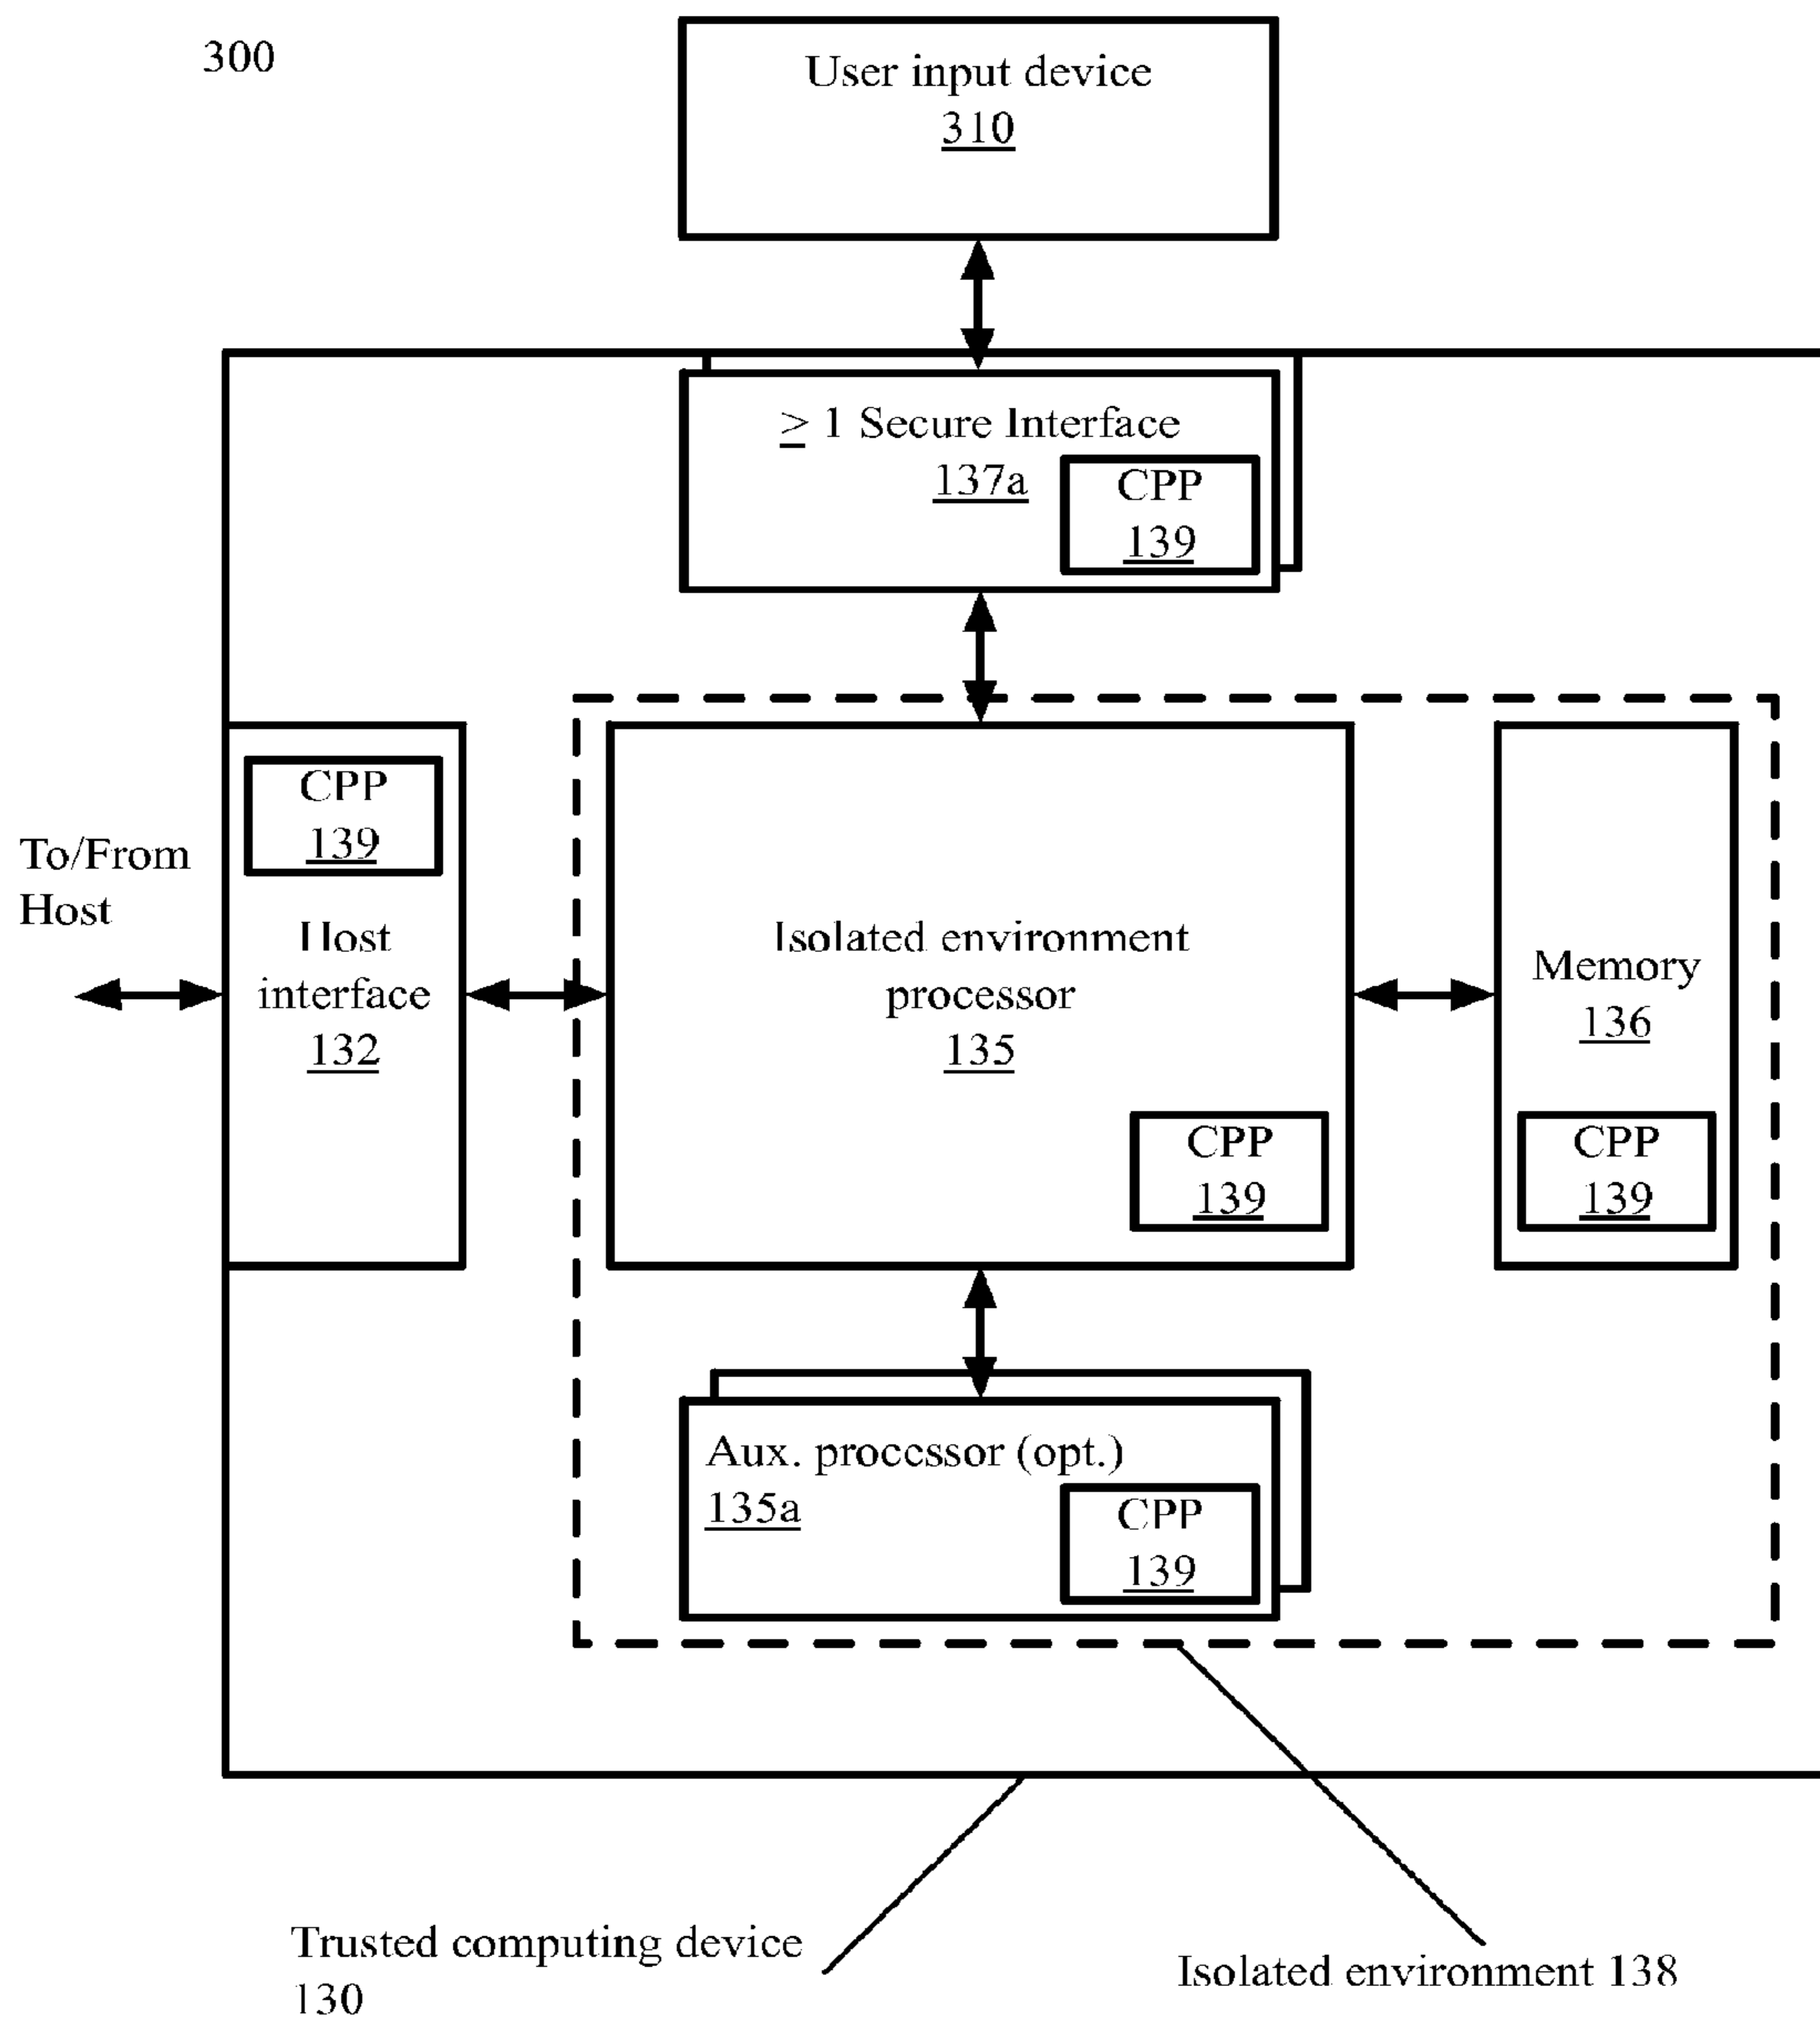 300
User input device
310
≥ 1 Secure Interface
137a
CPP
139
CPP
139
To/From
Host
Host
interface
132
Isolated environment
processor
135
CPP
139
Memory
136
CPP
139
Aux. processor (opt.)
135a
CPP
139
Trusted computing device
130
Isolated environment 138